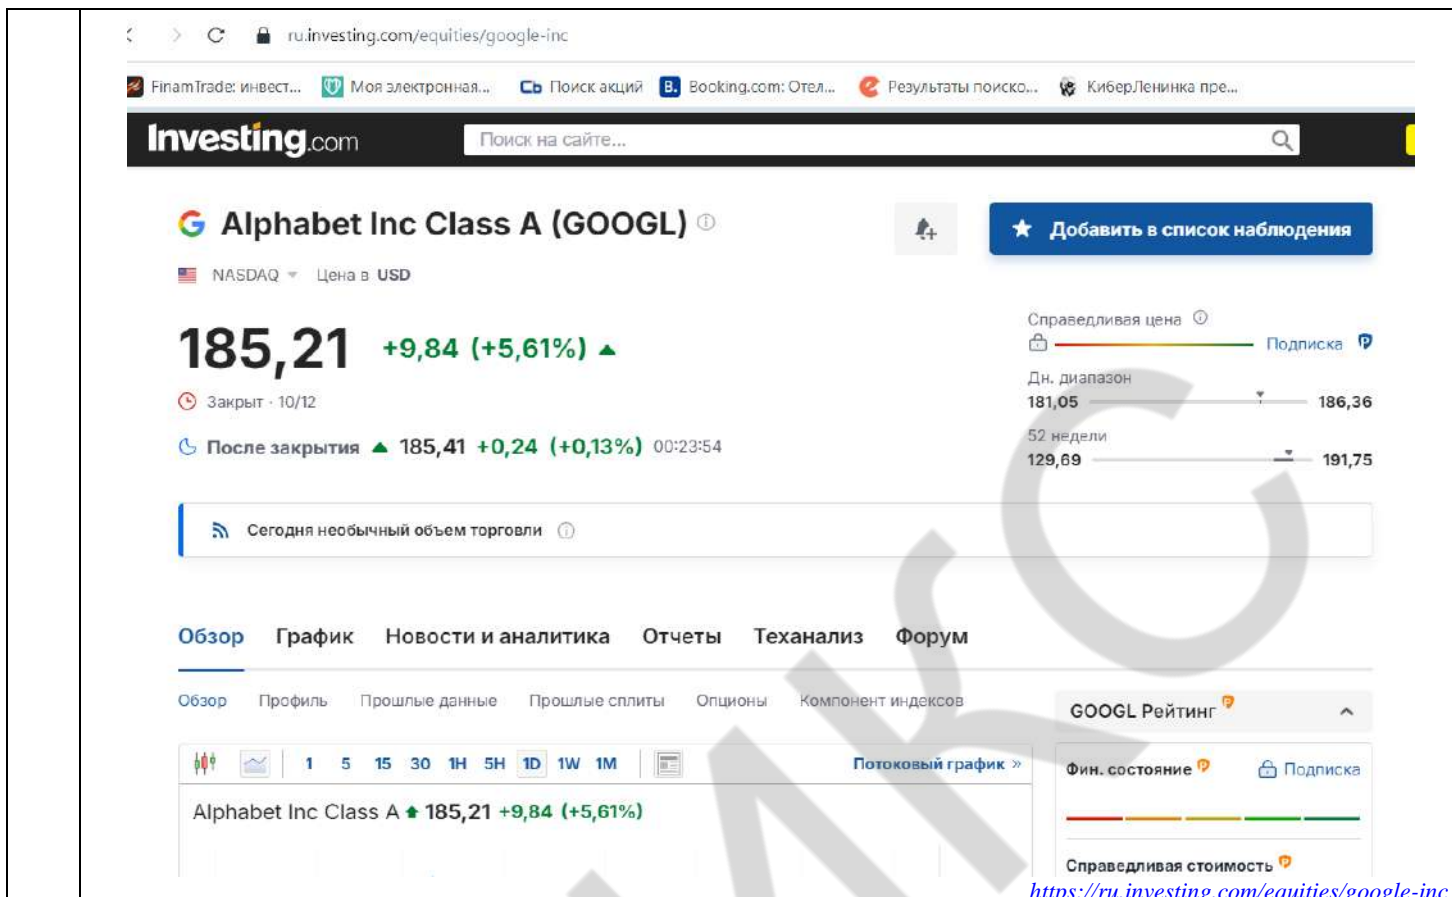 ru.investing.com/equities/google-inc
FinamTrade: инвест... Моя электронная... Сb Поиск акций B. Booking.com: Отел... Результаты поиско... КиберЛенинка пре...
Investing.com Поиск на сайте...
Alphabet Inc Class A (GOOGL)
Добавить в список наблюдения
NASDAQ Цена в USD
185,21 +9,84 (+5,61%)
Справедливая цена
Подписка
Закрыт · 10/12
Дн. диапазон
181,05 186,36
После закрытия 185,41 +0,24 (+0,13%) 00:23:54
52 недели
129,69 191,75
Сегодня необычный объем торговли
Обзор График Новости и аналитика Отчеты Теханализ Форум
Обзор Профиль Прошлые данные Прошлые сплиты Опционы Компонент индексов
GOOGL Рейтинг
1 5 15 30 1H 5H 1D 1W 1M Потоковый график »
Фин. состояние Подписка
Alphabet Inc Class A 185,21 +9,84 (+5,61%)
Справедливая стоимость
https://ru.investing.com/equities/google-inc
МКС